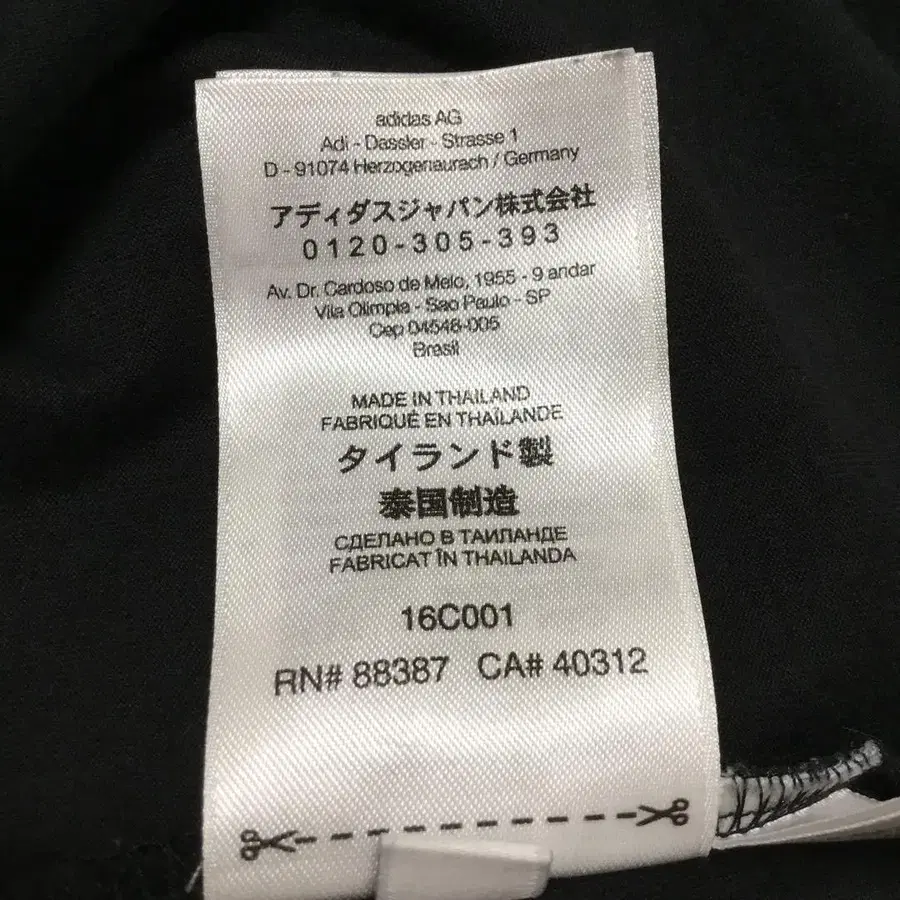 adidas AG
Adi - Dassler - Strasse 1
D - 91074 Herzogenaurach / Germany
アディダスジャパン株式会社
0120-305-393
Av. Dr. Cardoso de Melo, 1955 - 9 andar
Vila Olimpia - Sao Paulo - SP
Cep 04548-005
Brasil
MADE IN THAILAND
FABRIQUÉ EN THAÏLANDE
タイランド製
泰国制造
СДЕЛАНО В ТАИЛАНДЕ
FABRICAT ÎN THAILANDA
16C001
RN# 88387 CA# 40312